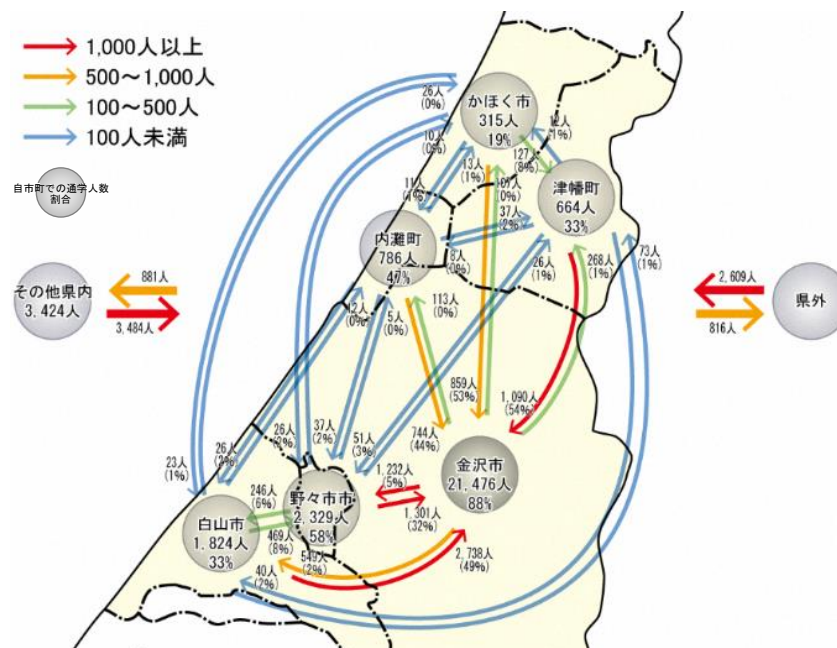 1,000人以上
500～1,000人
100～500人
100人未満
自市町での通学人数
割合
その他県内
3,424人
881人
3,484人
県外
2,609人
816人
かほく市
315人
19%
津幡町
664人
33%
内灘町
786人
47%
金沢市
21,476人
88%
野々市市
2,329人
58%
白山市
1,824人
33%
26人
(0%)
10人
(0%)
12人
(1%)
127人
(8%)
13人
(1%)
(0%)
11人
(1%)
37人
(2%)
(0%)
26人
(1%)
268人
(1%)
73人
(1%)
12人
(0%)
5人
(0%)
113人
(0%)
859人
(53%)
1,090人
(54%)
744人
(44%)
51人
(3%)
37人
(2%)
26人
26人
23人
(1%)
1,232人
(5%)
1,301人
(32%)
246人
(6%)
469人
(8%)
549人
(2%)
2,738人
(49%)
40人
(2%)